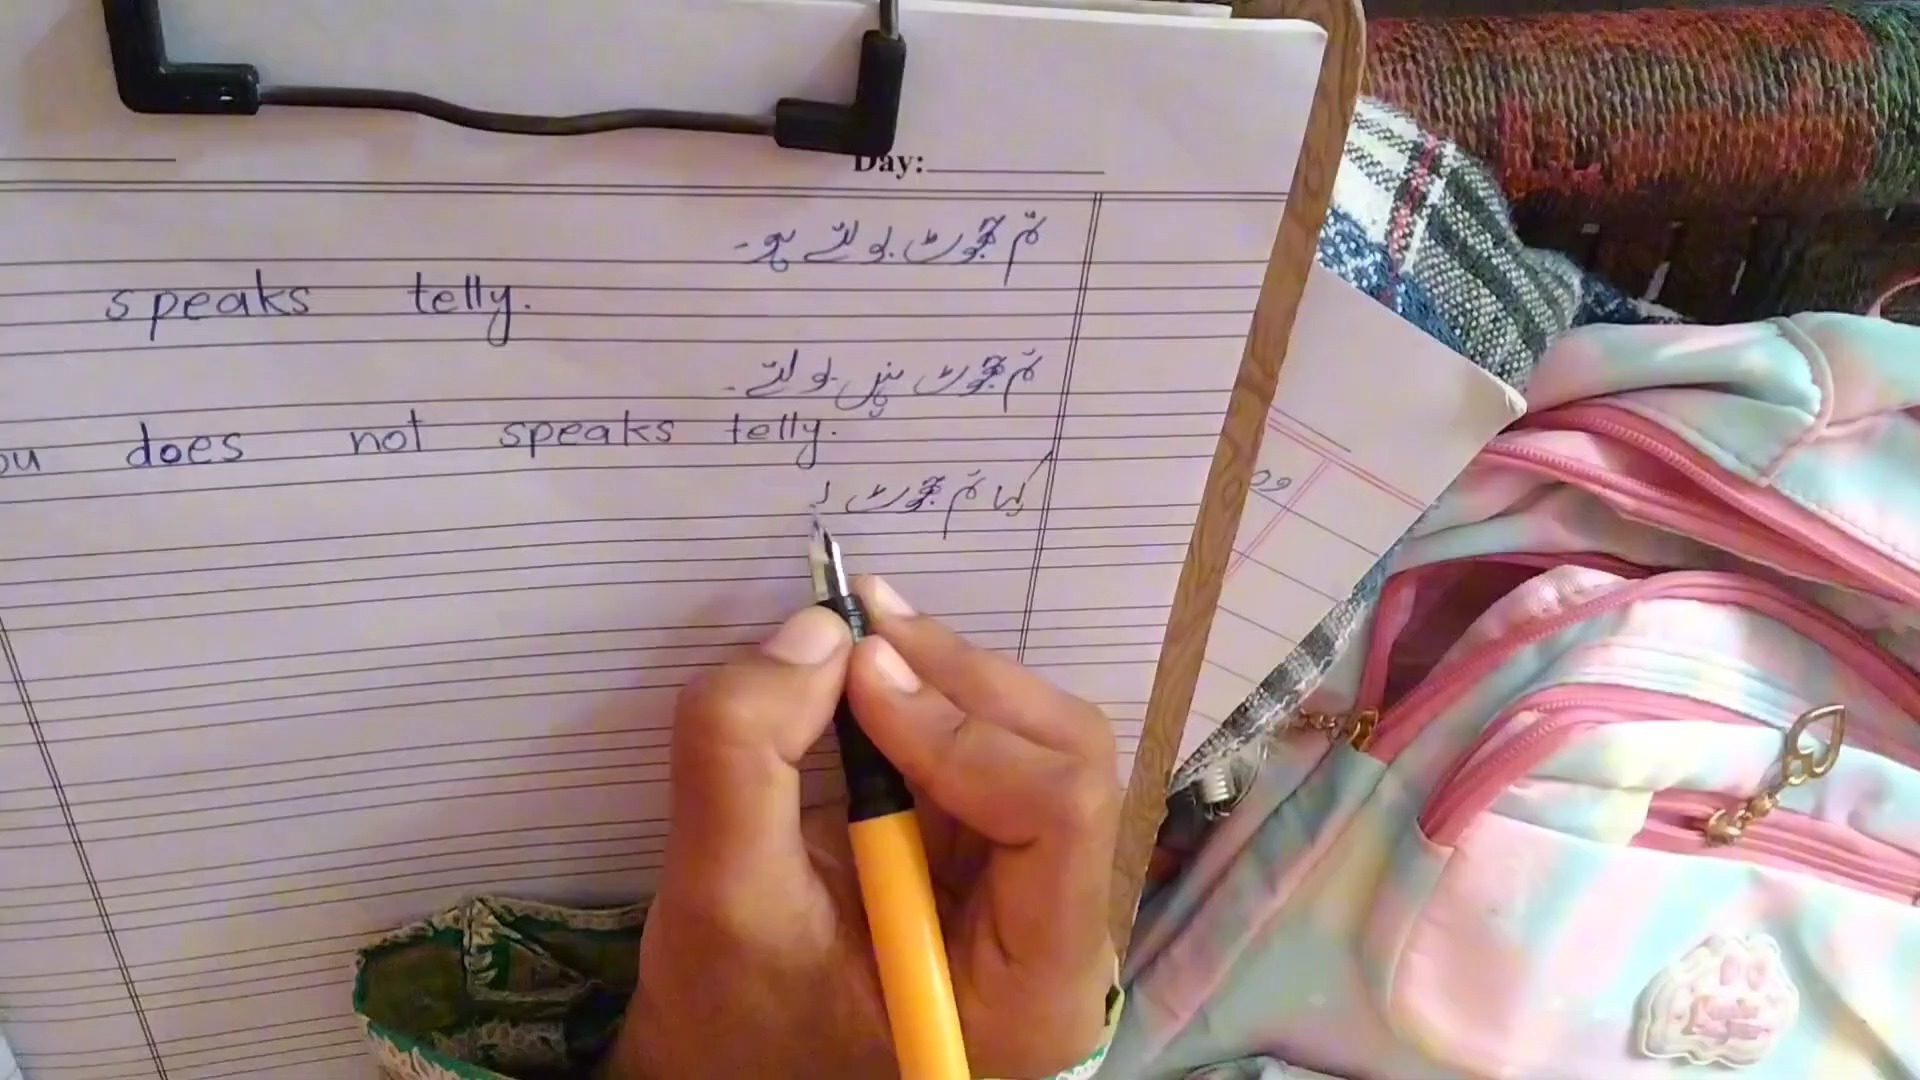 Day:
تم جھوٹ بولتے ہو۔
speaks telly.
تم جھوٹ نہیں بولتے۔
ou does not speaks telly.
کیا تم جھوٹ